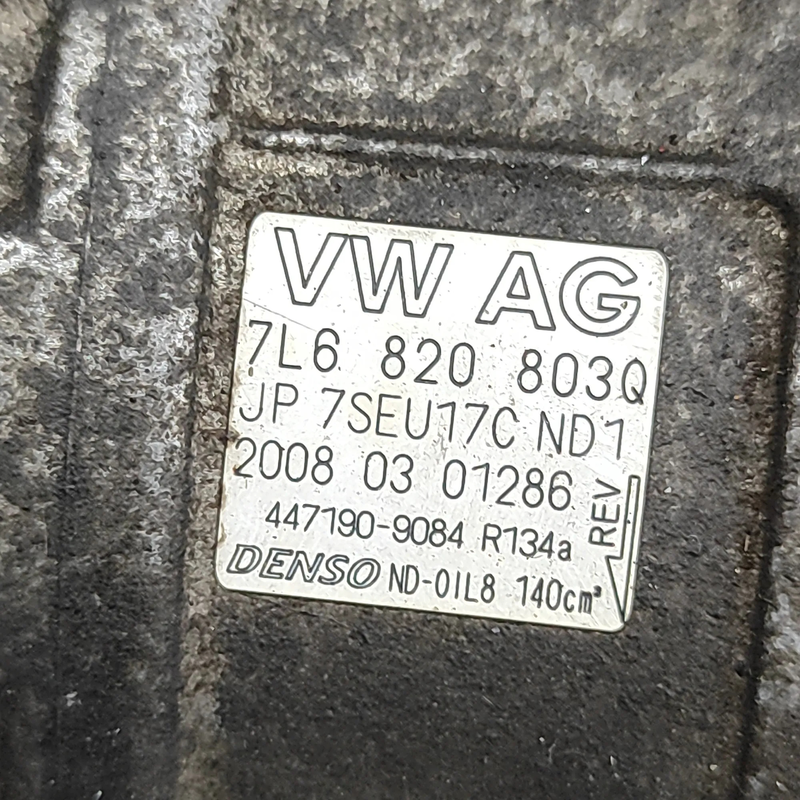 VW AG
7L6 820 803Q
JP 7SEU17C ND1
2008 03 01286
REV
447190-9084 R134a
DENSO ND-OIL8 140cm³